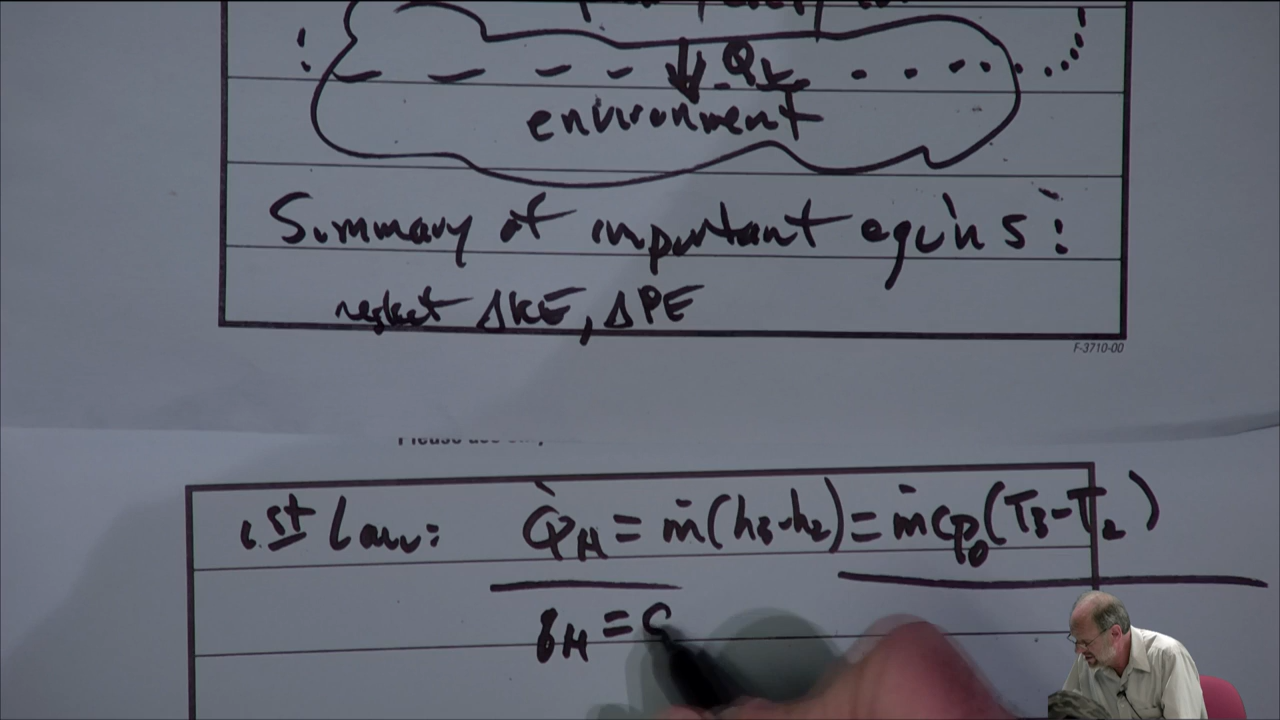 Q̇L
environment
Summary of important eqn's:
neglect ΔKE, ΔPE
F-3710-00
1st Law: Q̇H = ṁ(h3-h2) = ṁcp0(T3-T2)
qH = C